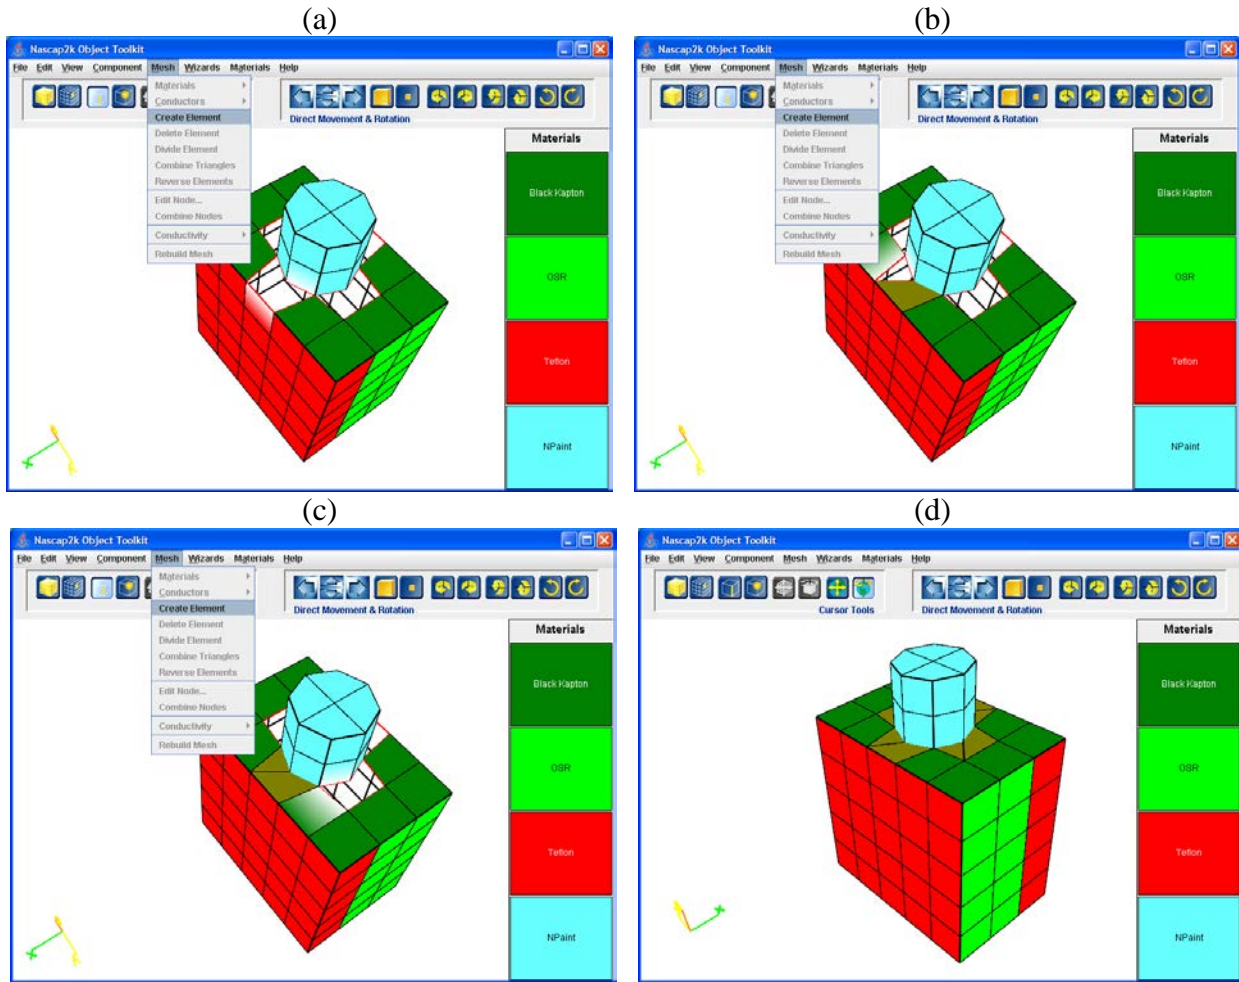 (a)
Nascap2k Object Toolkit
File Edit View Component Mesh Wizards Materials Help
Materials
Conductors
Create Element
Delete Element
Divide Element
Combine Triangles
Reverse Elements
Edit Node...
Combine Nodes
Conductivity
Rebuild Mesh
Direct Movement & Rotation
Materials
Black Kapton
OSR
Teflon
NPaint
(b)
Nascap2k Object Toolkit
File Edit View Component Mesh Wizards Materials Help
Materials
Conductors
Create Element
Delete Element
Divide Element
Combine Triangles
Reverse Elements
Edit Node...
Combine Nodes
Conductivity
Rebuild Mesh
Direct Movement & Rotation
Materials
Black Kapton
OSR
Teflon
NPaint
(c)
Nascap2k Object Toolkit
File Edit View Component Mesh Wizards Materials Help
Materials
Conductors
Create Element
Delete Element
Divide Element
Combine Triangles
Reverse Elements
Edit Node...
Combine Nodes
Conductivity
Rebuild Mesh
Direct Movement & Rotation
Materials
Black Kapton
OSR
Teflon
NPaint
(d)
Nascap2k Object Toolkit
File Edit View Component Mesh Wizards Materials Help
Cursor Tools
Direct Movement & Rotation
Materials
Black Kapton
OSR
Teflon
NPaint